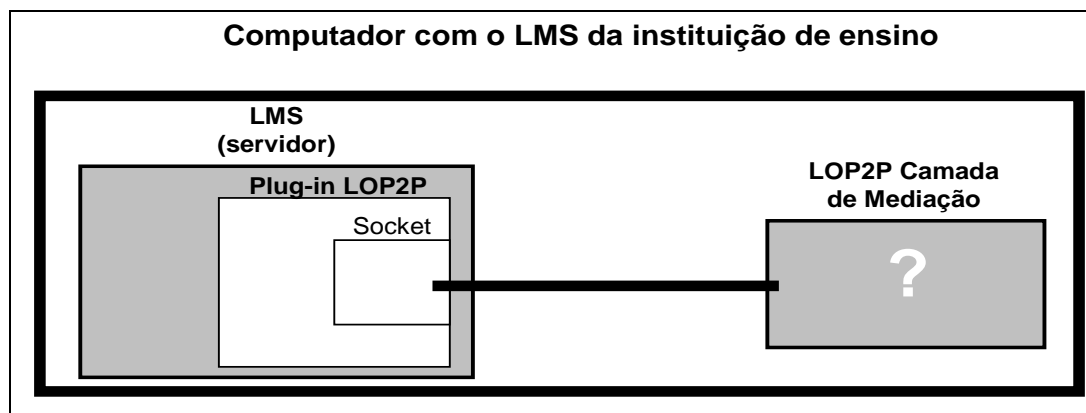 Computador com o LMS da instituição de ensino
LMS
(servidor)
Plug-in LOP2P
Socket
LOP2P Camada
de Mediação
?